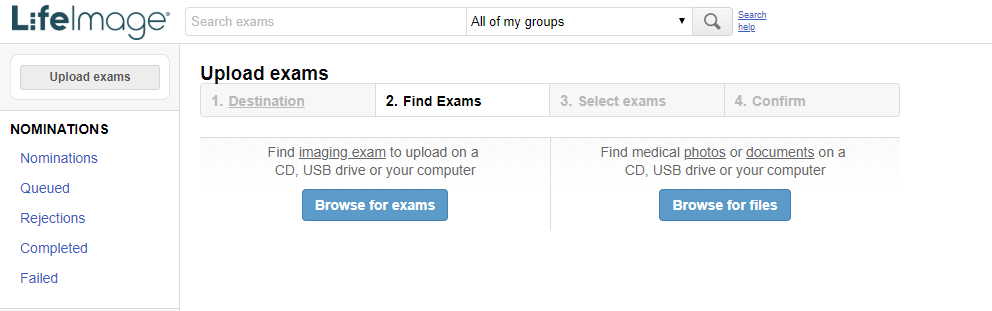 LifeImage®
Search exams
All of my groups
Search
help
Upload exams
NOMINATIONS
Nominations
Queued
Rejections
Completed
Failed
Upload exams
1. Destination
2. Find Exams
3. Select exams
4. Confirm
Find imaging exam to upload on a
CD, USB drive or your computer
Browse for exams
Find medical photos or documents on a
CD, USB drive or your computer
Browse for files